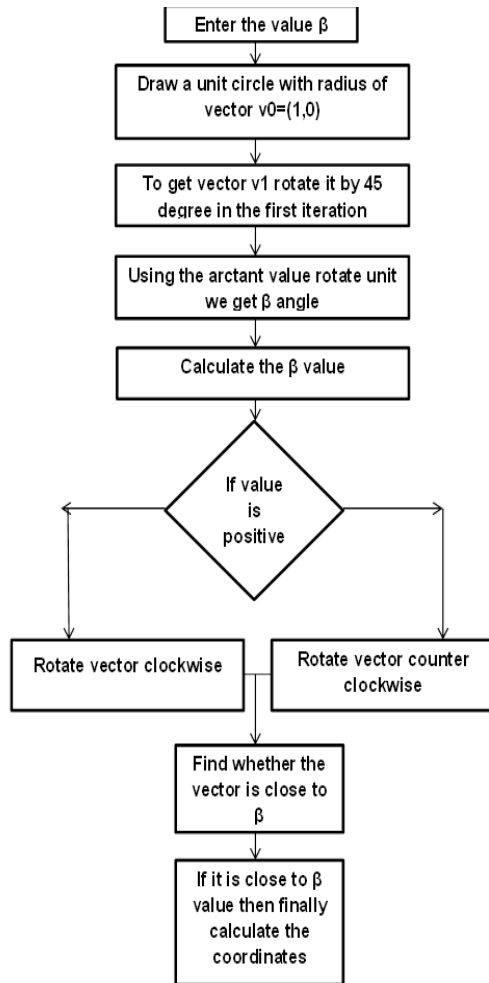 Enter the value β
Draw a unit circle with radius of
vector v0=(1,0)
To get vector v1 rotate it by 45
degree in the first iteration
Using the arctant value rotate unit
we get β angle
Calculate the β value
If value
is
positive
Rotate vector clockwise
Rotate vector counter
clockwise
Find whether the
vector is close to
β
If it is close to β
value then finally
calculate the
coordinates